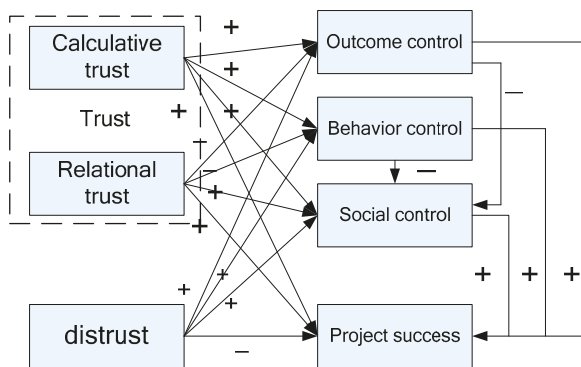 Calculative
trust
Trust
Relational
trust
distrust
Outcome control
Behavior control
Social control
Project success
+
+
+
+
−
−
+
+
+
+
+
−
−
−
+ + +